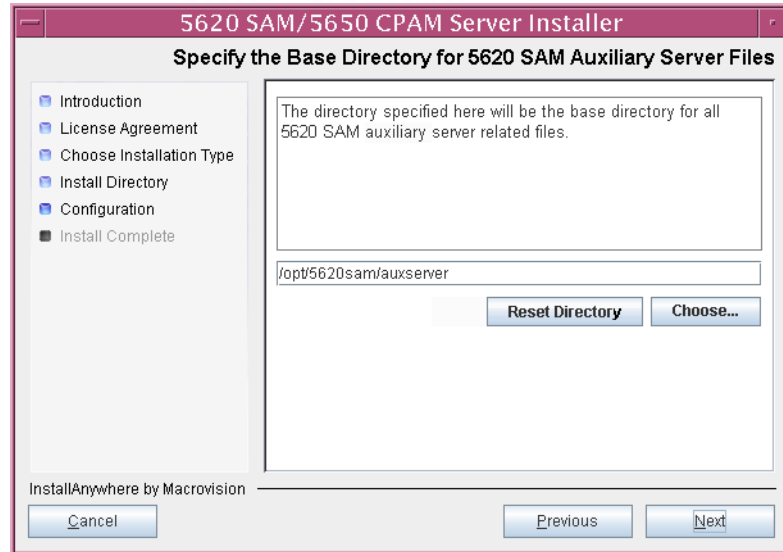 5620 SAM/5650 CPAM Server Installer
Specify the Base Directory for 5620 SAM Auxiliary Server Files
Introduction
License Agreement
Choose Installation Type
Install Directory
Configuration
Install Complete
The directory specified here will be the base directory for all
5620 SAM auxiliary server related files.
/opt/5620sam/auxserver
Reset Directory
Choose...
InstallAnywhere by Macrovision
Cancel
Previous
Next